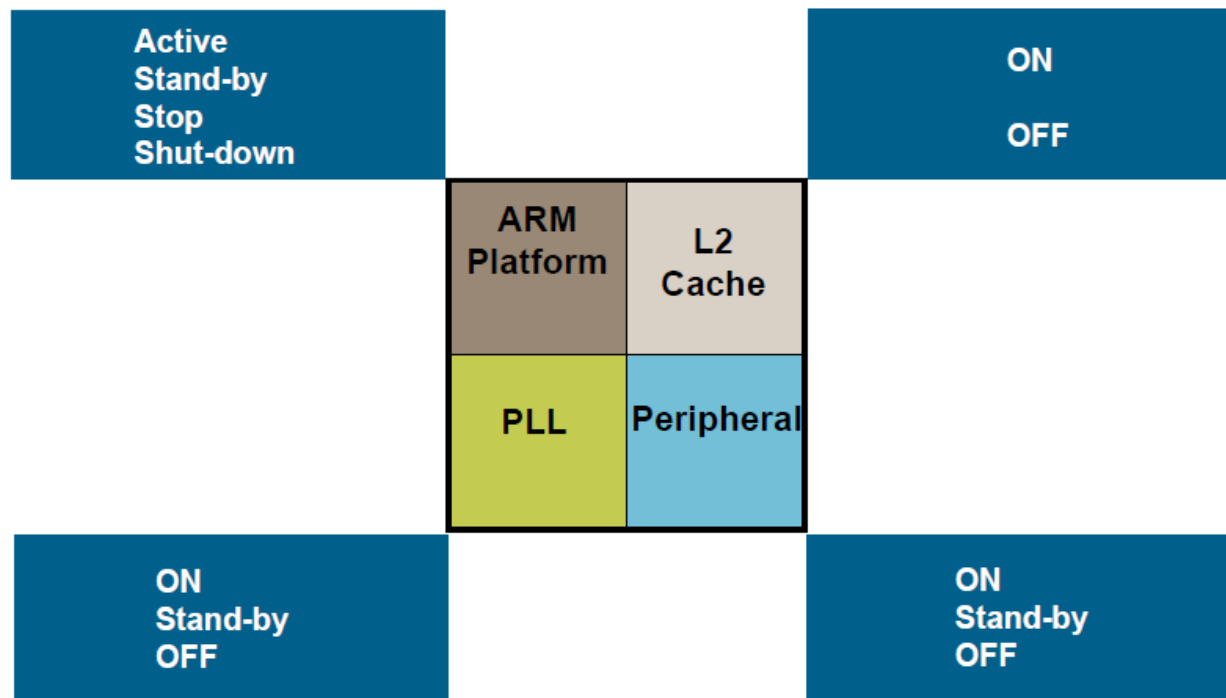 Active
Stand-by
Stop
Shut-down
ON
OFF
ARM
Platform
L2
Cache
PLL
Peripheral
ON
Stand-by
OFF
ON
Stand-by
OFF